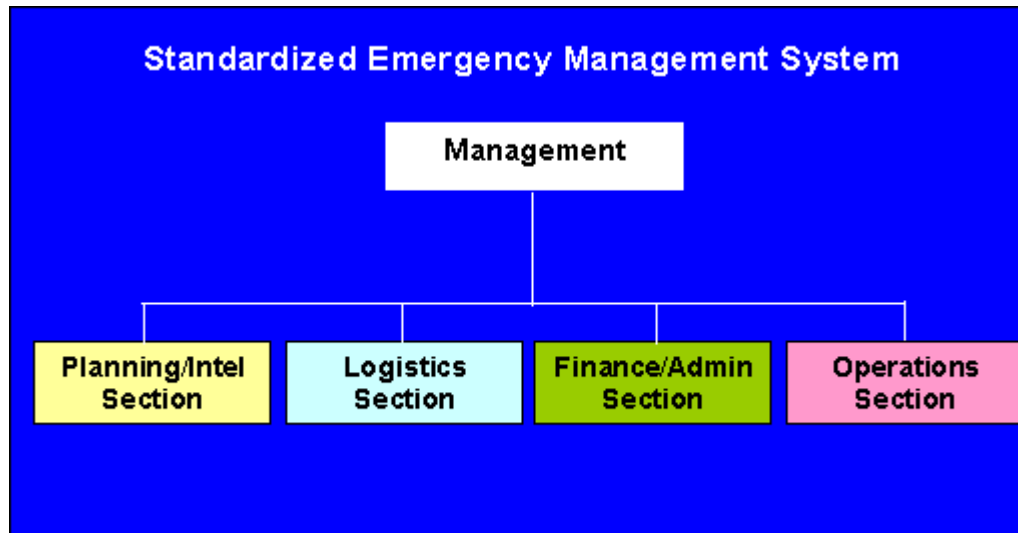 Standardized Emergency Management System
Management
Planning/Intel
Section
Logistics
Section
Finance/Admin
Section
Operations
Section